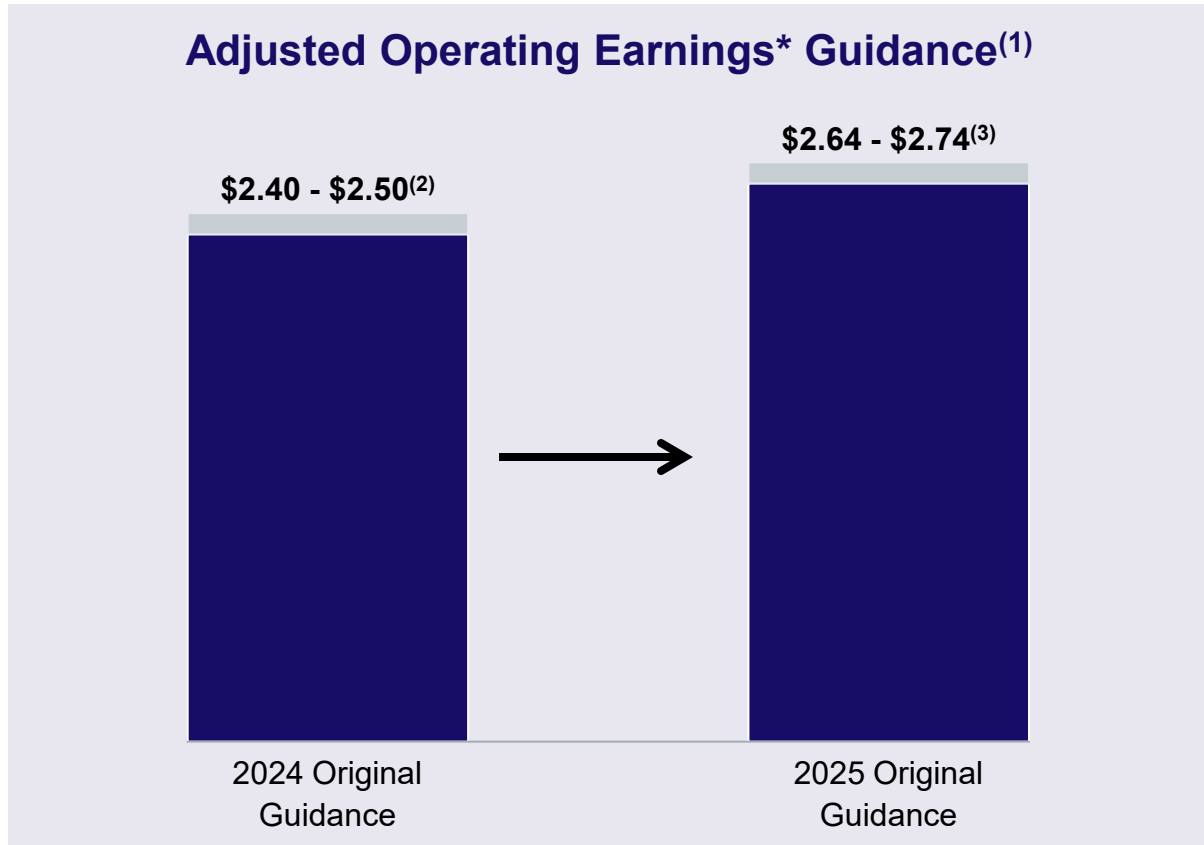 Adjusted Operating Earnings* Guidance(1)
$2.40 - $2.50(2)
$2.64 - $2.74(3)
2024 Original
Guidance
2025 Original
Guidance